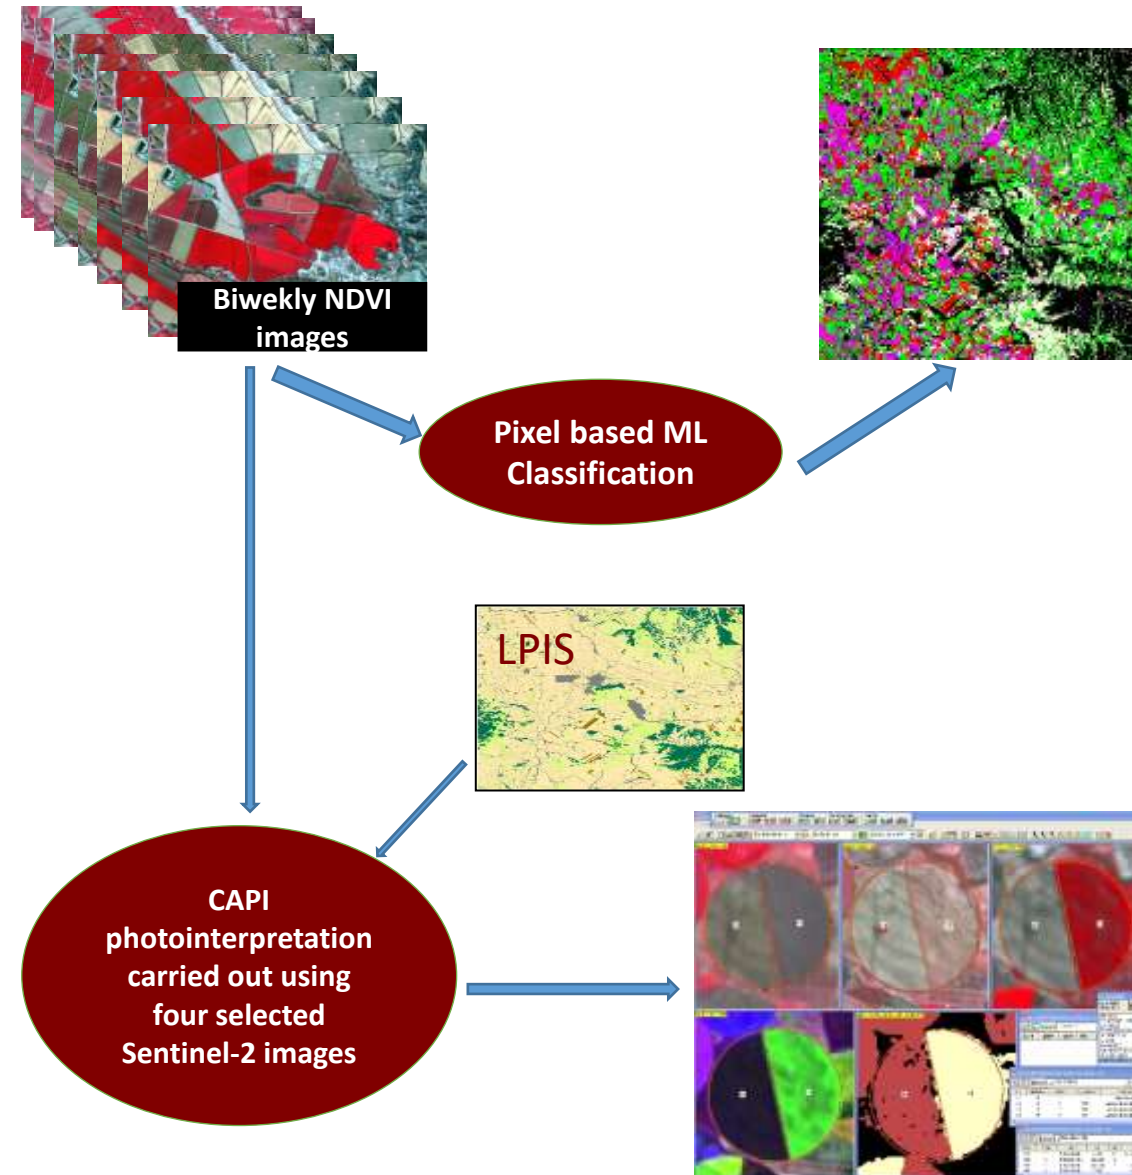 Biwekly NDVI
images
Pixel based ML
Classification
LPIS
CAPI
photointerpretation
carried out using
four selected
Sentinel-2 images